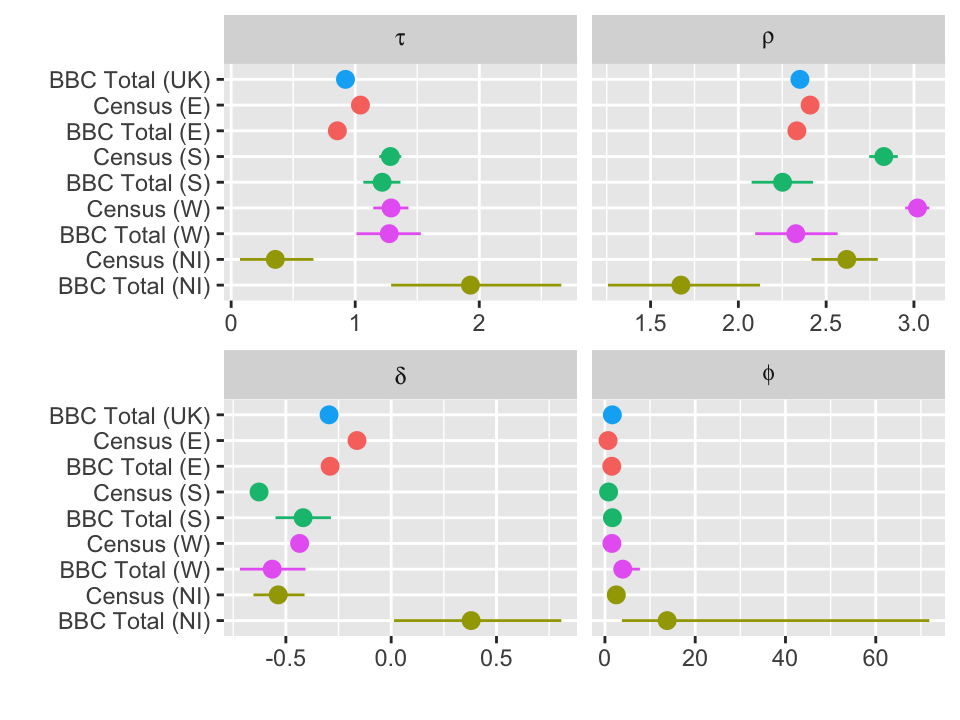 τ
ρ
BBC Total (UK)
Census (E)
BBC Total (E)
Census (S)
BBC Total (S)
Census (W)
BBC Total (W)
Census (NI)
BBC Total (NI)
0 1 2
1.5 2.0 2.5 3.0
δ
ϕ
BBC Total (UK)
Census (E)
BBC Total (E)
Census (S)
BBC Total (S)
Census (W)
BBC Total (W)
Census (NI)
BBC Total (NI)
-0.5 0.0 0.5
0 20 40 60